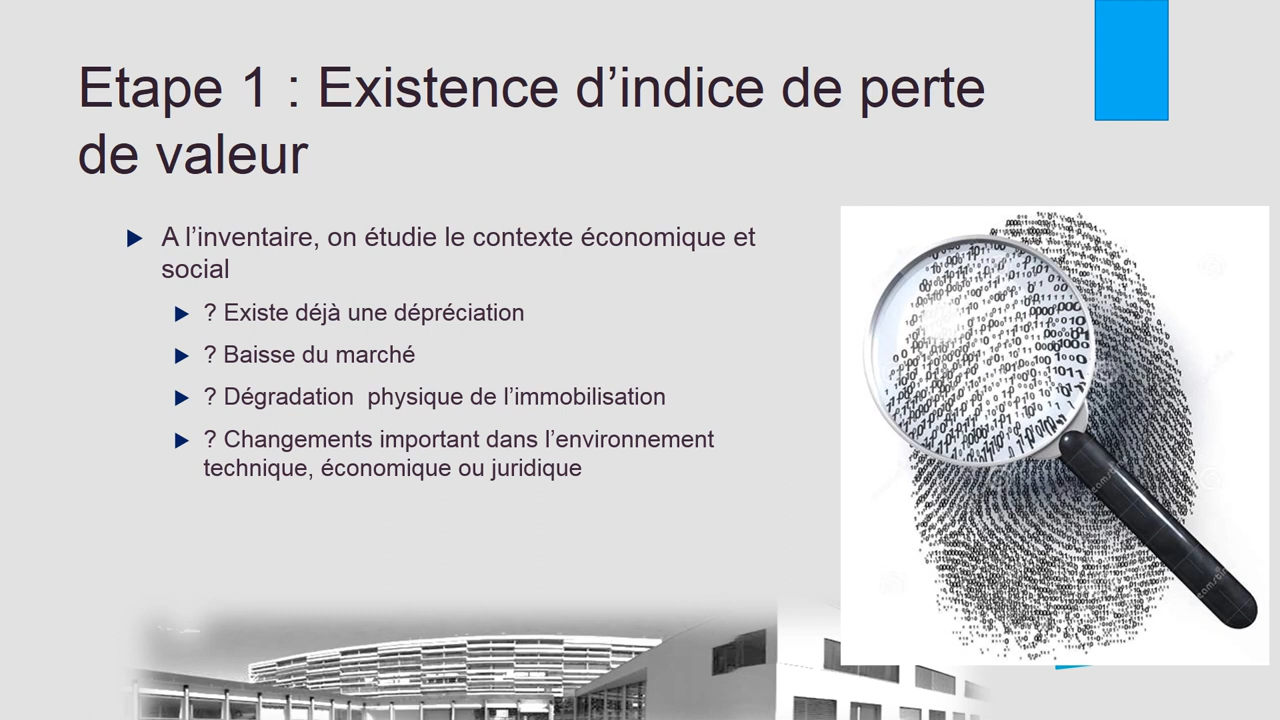 Etape 1 : Existence d’indice de perte
de valeur
A l’inventaire, on étudie le contexte économique et
social
? Existe déjà une dépréciation
? Baisse du marché
? Dégradation  physique de l’immobilisation
? Changements important dans l’environnement
technique, économique ou juridique